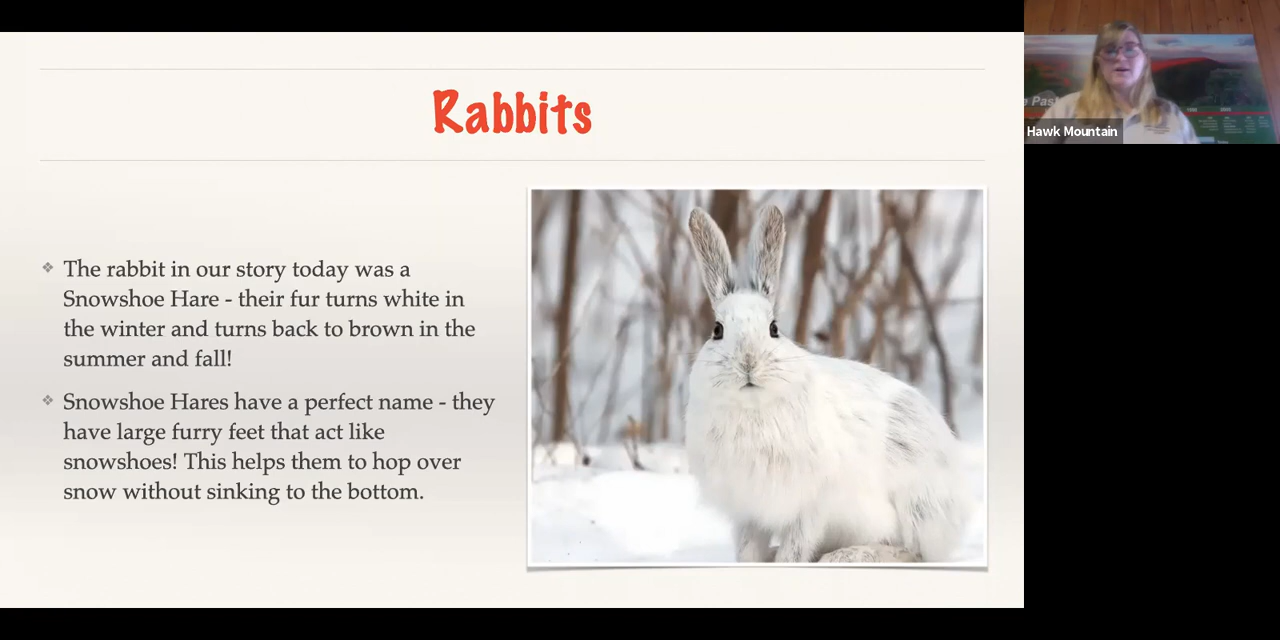 Rabbits
The rabbit in our story today was a
Snowshoe Hare - their fur turns white in
the winter and turns back to brown in the
summer and fall!
Snowshoe Hares have a perfect name - they
have large furry feet that act like
snowshoes! This helps them to hop over
snow without sinking to the bottom.
Hawk Mountain